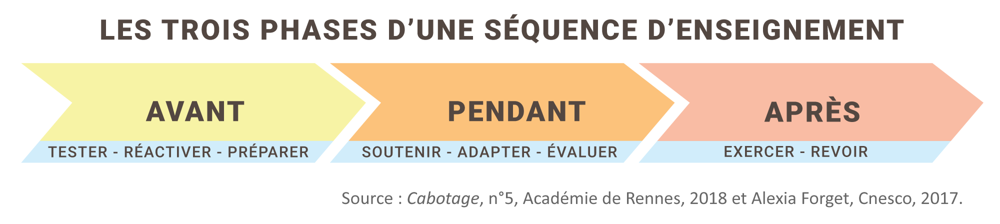 LES TROIS PHASES D’UNE SÉQUENCE D’ENSEIGNEMENT
AVANT
TESTER - RÉACTIVER - PRÉPARER
PENDANT
SOUTENIR - ADAPTER - ÉVALUER
APRÈS
EXERCER - REVOIR
Source : Cabotage, n°5, Académie de Rennes, 2018 et Alexia Forget, Cnesco, 2017.